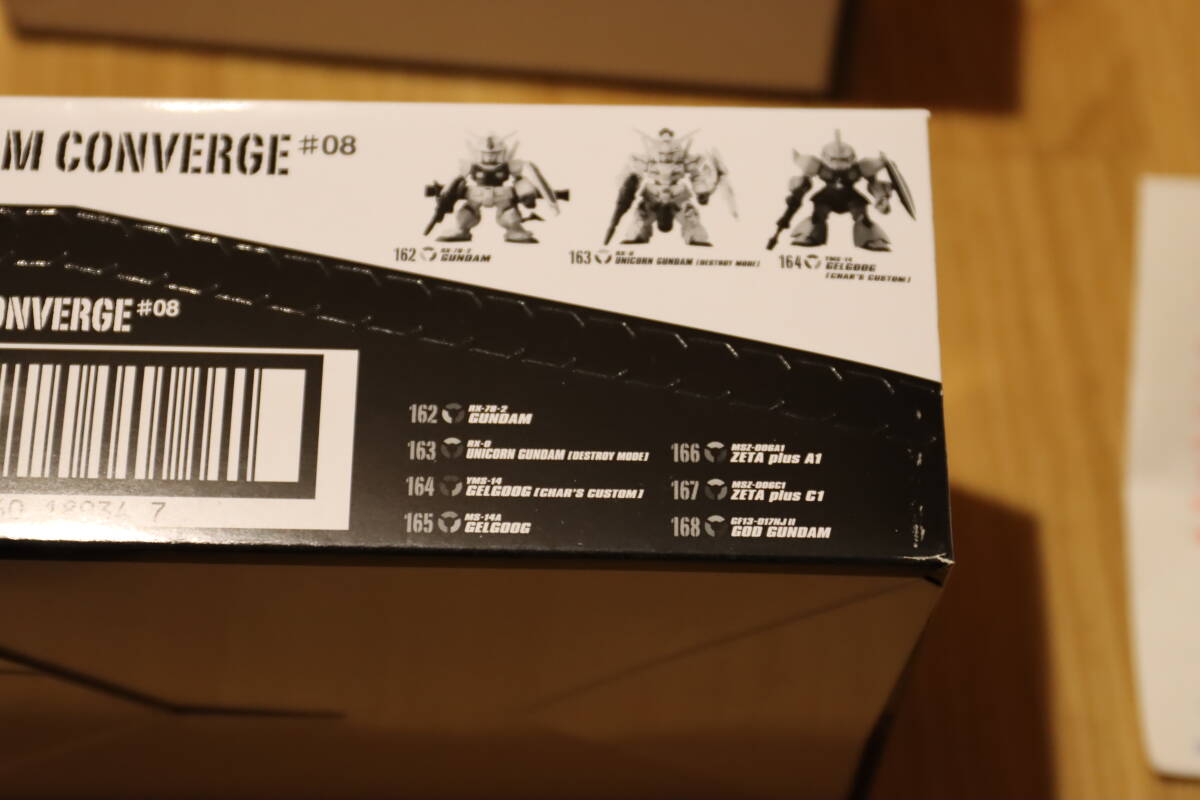 M CONVERGE #08
162 RX-78-2
GUNDAM
163 RX-0
UNICORN GUNDAM [DESTROY MODE]
164 YMS-14
GELGOOG
[CHAR'S CUSTOM]
ONVERGE #08
18934 7
162 RX-78-2
GUNDAM
163 RX-0
UNICORN GUNDAM [DESTROY MODE]
164 YMS-14
GELGOOG [CHAR'S CUSTOM]
165 MS-14A
GELGOOG
166 MSZ-006A1
ZETA plus A1
167 MSZ-006C1
ZETA plus C1
168 GF13-017NJ II
GOD GUNDAM